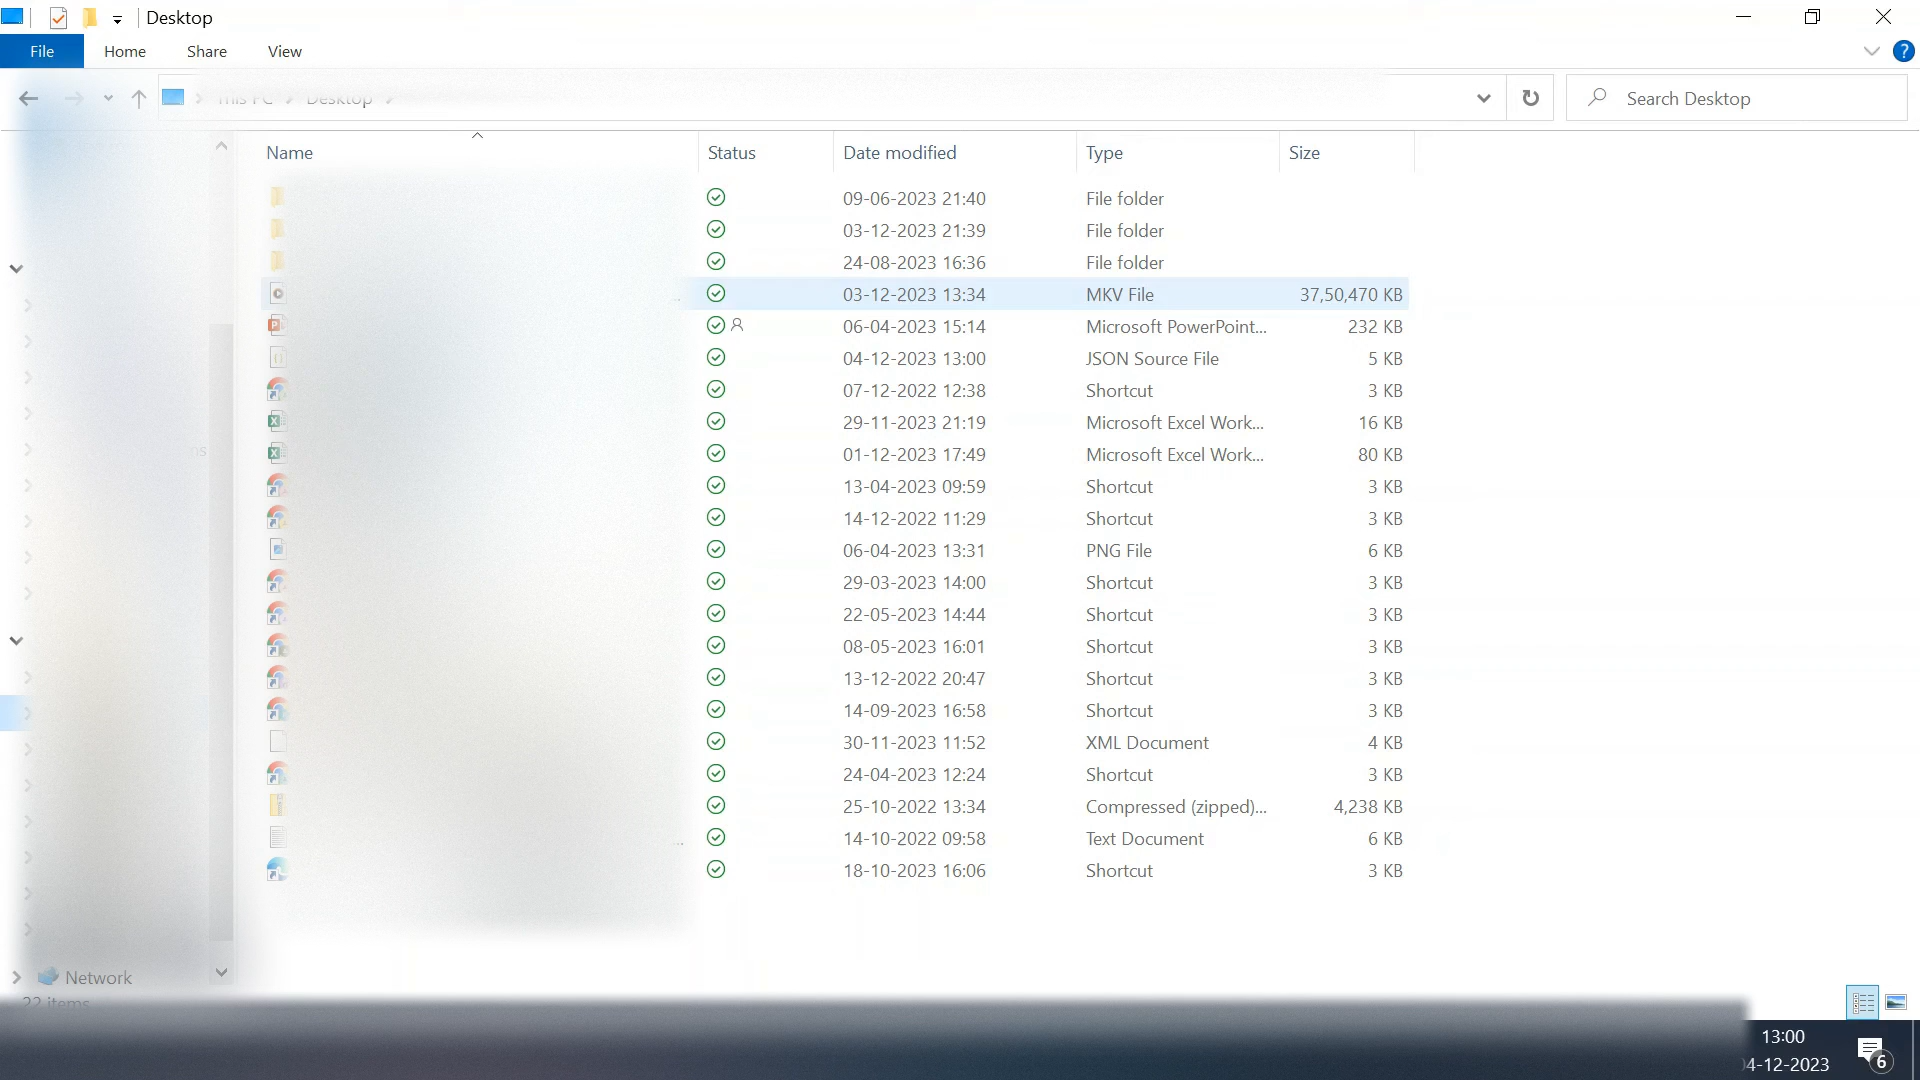 Desktop
File Home Share View
This PC Desktop
Search Desktop
Name Status Date modified Type Size
09-06-2023 21:40 File folder
03-12-2023 21:39 File folder
24-08-2023 16:36 File folder
... 03-12-2023 13:34 MKV File 37,50,470 KB
06-04-2023 15:14 Microsoft PowerPoint... 232 KB
04-12-2023 13:00 JSON Source File 5 KB
07-12-2022 12:38 Shortcut 3 KB
29-11-2023 21:19 Microsoft Excel Work... 16 KB
01-12-2023 17:49 Microsoft Excel Work... 80 KB
13-04-2023 09:59 Shortcut 3 KB
14-12-2022 11:29 Shortcut 3 KB
06-04-2023 13:31 PNG File 6 KB
29-03-2023 14:00 Shortcut 3 KB
22-05-2023 14:44 Shortcut 3 KB
08-05-2023 16:01 Shortcut 3 KB
13-12-2022 20:47 Shortcut 3 KB
14-09-2023 16:58 Shortcut 3 KB
30-11-2023 11:52 XML Document 4 KB
24-04-2023 12:24 Shortcut 3 KB
25-10-2022 13:34 Compressed (zipped)... 4,238 KB
... 14-10-2022 09:58 Text Document 6 KB
18-10-2023 16:06 Shortcut 3 KB
Network
22 items
13:00
4-12-2023
6